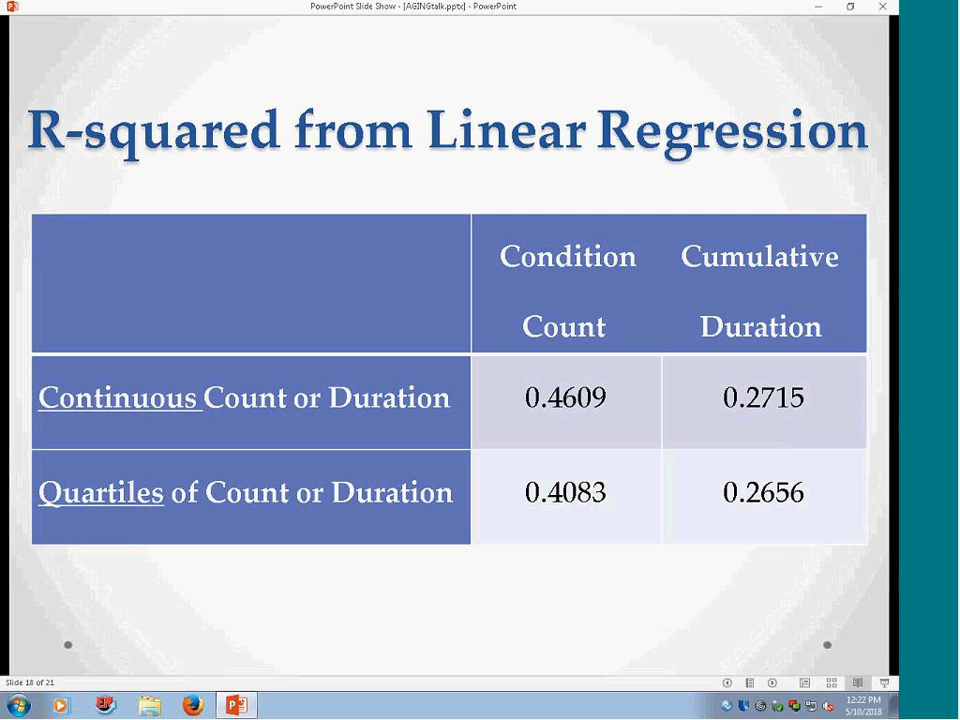 PowerPoint Slide Show - [AGINGtalk.pptx] - PowerPoint
R-squared from Linear Regression
Condition Count
Cumulative Duration
Continuous Count or Duration 0.4609 0.2715
Quartiles of Count or Duration 0.4083 0.2656
Slide 18 of 21
12:22 PM
5/10/2018